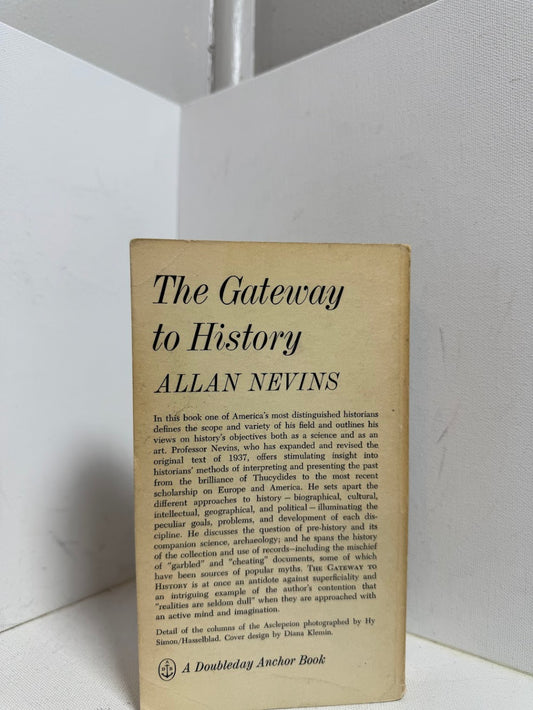 The Gateway
to History
ALLAN NEVINS
In this book one of America's most distinguished historians
defines the scope and variety of his field and outlines his
views on history's objectives both as a science and as an
art. Professor Nevins, who has expanded and revised the
original text of 1937, offers stimulating insight into
historians' methods of interpreting and presenting the past
from the brilliance of Thucydides to the most recent
scholarship on Europe and America. He sets apart the
different approaches to history—biographical, cultural,
intellectual, geographical, and political—illuminating the
peculiar goals, problems, and development of each dis-
cipline. He discusses the question of pre-history and its
companion science, archaeology; and he spans the history
of the collection and use of records—including the mischief
of "garbled" and "cheating" documents, some of which
have been sources of popular myths. THE GATEWAY TO
HISTORY is at once an antidote against superficiality and
an intriguing example of the author's contention that
"realities are seldom dull" when they are approached with
an active mind and imagination.
Detail of the columns of the Asclepeion photographed by Hy
Simon/Hasselblad. Cover design by Diana Klemin.
A Doubleday Anchor Book